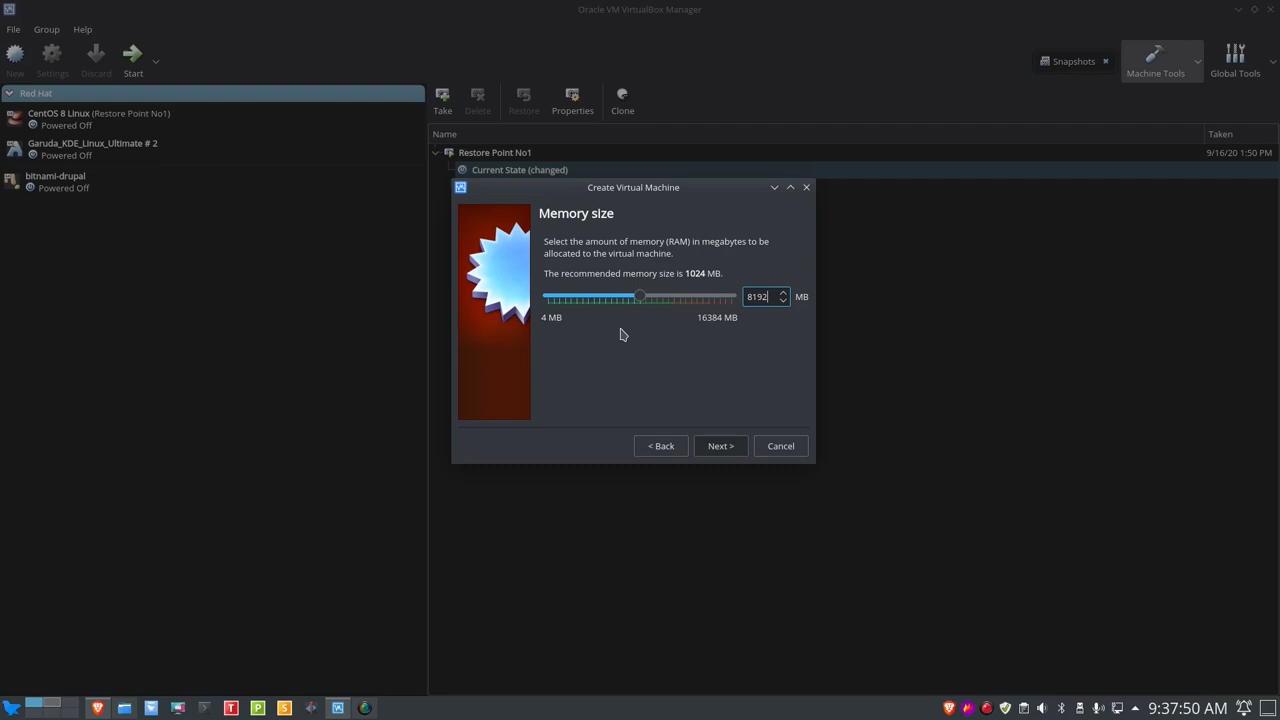 Oracle VM VirtualBox Manager
File Group Help
New Settings Discard Start
Snapshots
Machine Tools
Global Tools
Red Hat
CentOS 8 Linux (Restore Point No1)
Powered Off
Garuda_KDE_Linux_Ultimate # 2
Powered Off
bitnami-drupal
Powered Off
Take Delete Restore Properties Clone
Name Taken
Restore Point No1 9/16/20 1:50 PM
Current State (changed)
Create Virtual Machine
Memory size
Select the amount of memory (RAM) in megabytes to be
allocated to the virtual machine.
The recommended memory size is 1024 MB.
8192 MB
4 MB 16384 MB
< Back Next > Cancel
T P S
9:37:50 AM